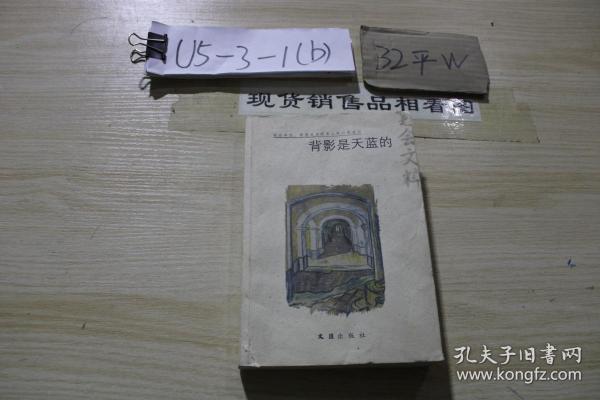 U5-3-1(b)
32平W
现货销售品相看图
背影是天蓝的
文汇出版社
孔夫子旧书网
www.kongfz.com